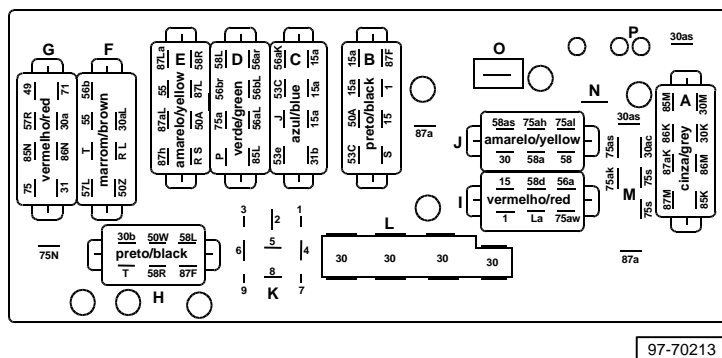 G F E D C B O P 30as
49 71
57R 30a
85N 86N
75 31
vermelho/red
56b
55 30aL
T R L
57L 50Z
marrom/brown
87La 58R
55 87L
87aL 50A
87h R S
amarelo/yellow
58L 56ar
56br 56bL
75a 56aL
P 85L
verde/green
56aK 15a
53C 15a
J 15a
53e 31b
azul/blue
15a 87F
15a 1
50A 15
53C S
preto/black
87a
N
30as
J
58as 75ah 75al
amarelo/yellow
30 58a 58
I
15 58d 56a
vermelho/red
1 La 75aw
75as 30ac
75ak 75s
M 75s
87a
A
85M 30M
86K 30K
87aK 86M
87M 85K
cinza/grey
75N
30b 50W 58L
preto/black
T 58R 87F
H
3 2 1
6 5 4
9 8 7
K
L
30 30 30 30
97-70213